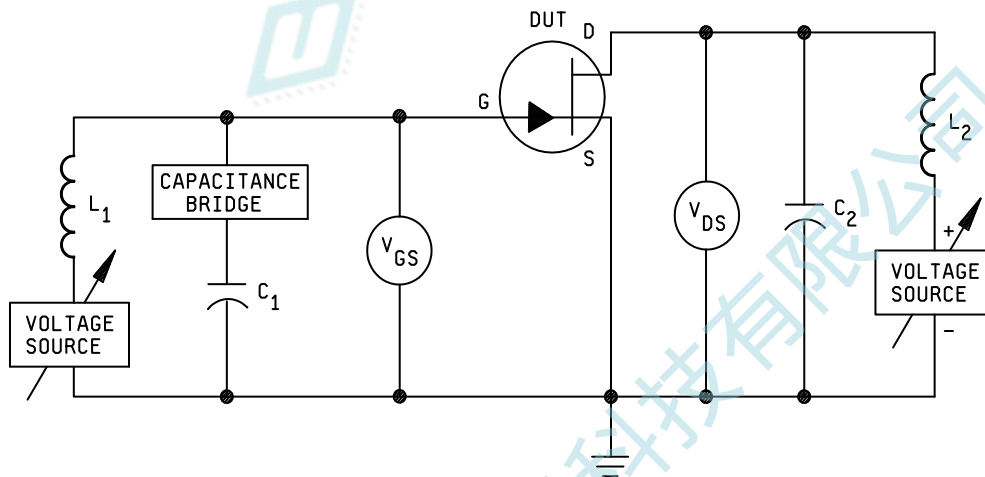 DUT
D
G
S
L1
CAPACITANCE
BRIDGE
C1
VGS
VDS
C2
L2
VOLTAGE
SOURCE
+
VOLTAGE
SOURCE
−
科技有限公司